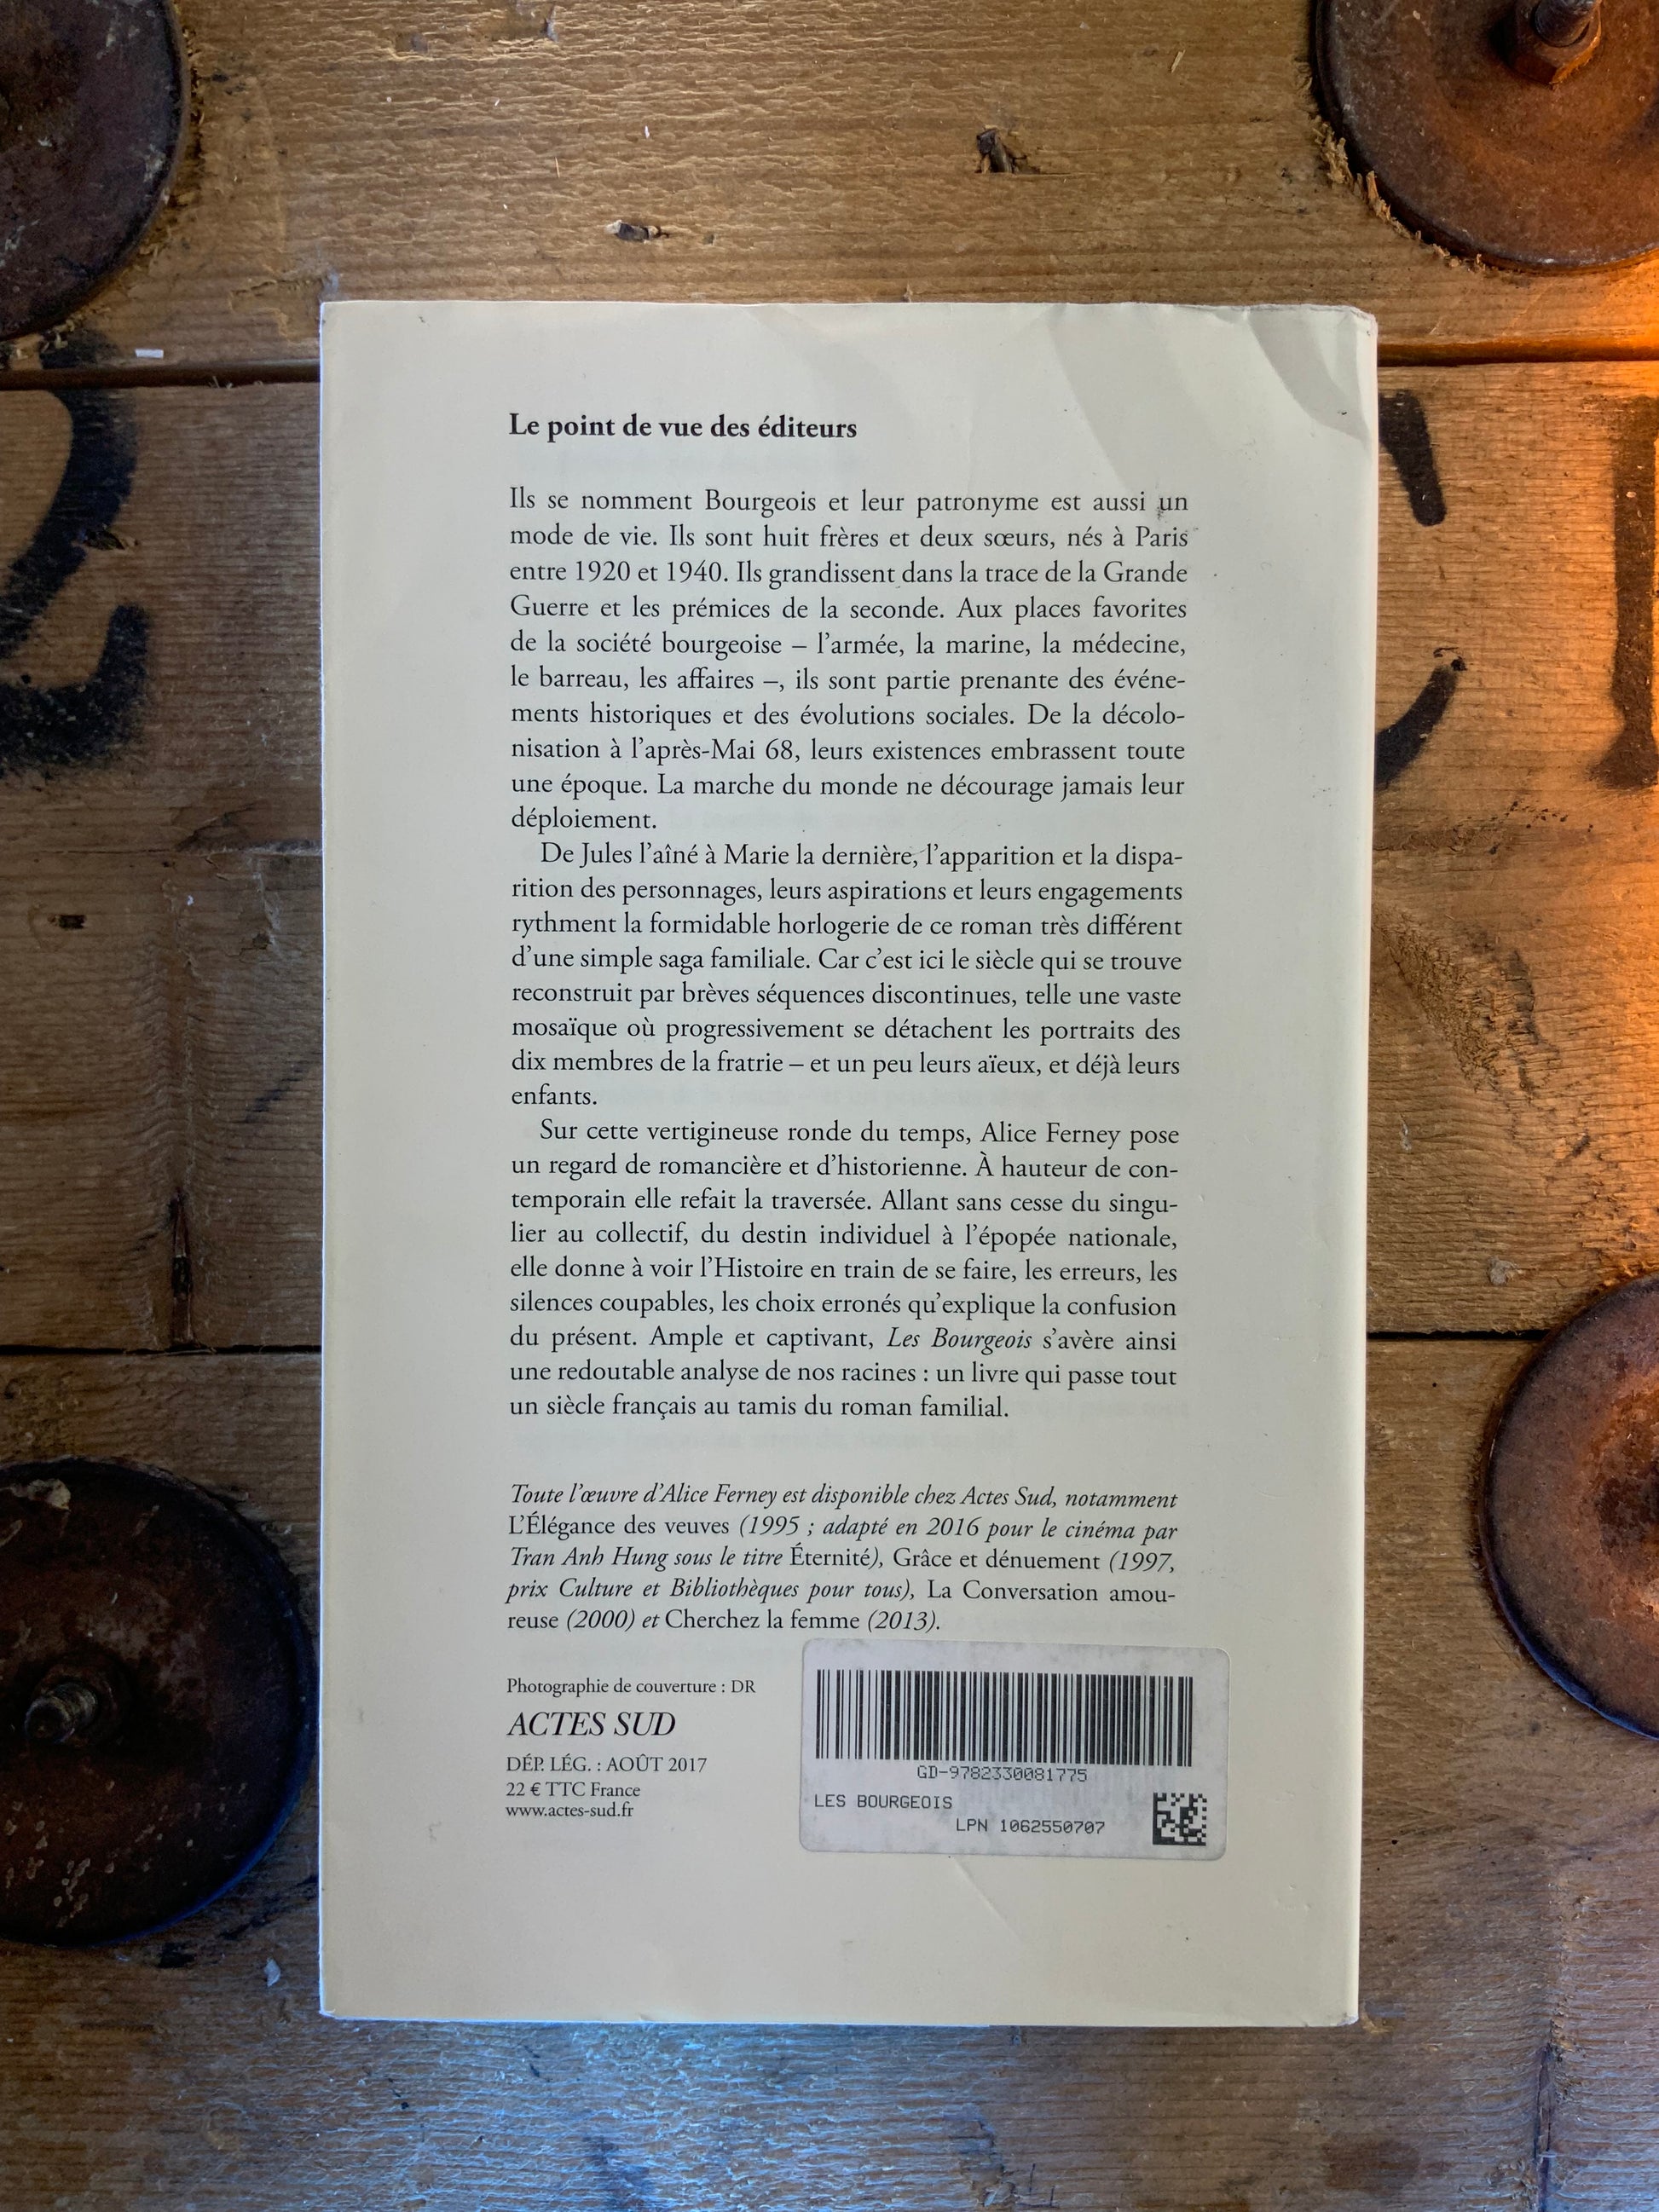 Le point de vue des éditeurs
Ils se nomment Bourgeois et leur patronyme est aussi un
mode de vie. Ils sont huit frères et deux sœurs, nés à Paris
entre 1920 et 1940. Ils grandissent dans la trace de la Grande
Guerre et les prémices de la seconde. Aux places favorites
de la société bourgeoise – l'armée, la marine, la médecine,
le barreau, les affaires –, ils sont partie prenante des événe-
ments historiques et des évolutions sociales. De la décolo-
nisation à l'après-Mai 68, leurs existences embrassent toute
une époque. La marche du monde ne décourage jamais leur
déploiement.
De Jules l'aîné à Marie la dernière, l'apparition et la dispa-
rition des personnages, leurs aspirations et leurs engagements
rythment la formidable horlogerie de ce roman très différent
d'une simple saga familiale. Car c'est ici le siècle qui se trouve
reconstruit par brèves séquences discontinues, telle une vaste
mosaïque où progressivement se détachent les portraits des
dix membres de la fratrie – et un peu leurs aïeux, et déjà leurs
enfants.
Sur cette vertigineuse ronde du temps, Alice Ferney pose
un regard de romancière et d'historienne. À hauteur de con-
temporain elle refait la traversée. Allant sans cesse du singu-
lier au collectif, du destin individuel à l'épopée nationale,
elle donne à voir l'Histoire en train de se faire, les erreurs, les
silences coupables, les choix erronés qu'explique la confusion
du présent. Ample et captivant, Les Bourgeois s'avère ainsi
une redoutable analyse de nos racines : un livre qui passe tout
un siècle français au tamis du roman familial.
Toute l'œuvre d'Alice Ferney est disponible chez Actes Sud, notamment
L'Élégance des veuves (1995 ; adapté en 2016 pour le cinéma par
Tran Anh Hung sous le titre Éternité), Grâce et dénuement (1997,
prix Culture et Bibliothèques pour tous), La Conversation amou-
reuse (2000) et Cherchez la femme (2013).
Photographie de couverture : DR
ACTES SUD
DÉP. LÉG. : AOÛT 2017
22 € TTC France
www.actes-sud.fr
GD-9782330081775
LES BOURGEOIS
LPN 1062550707